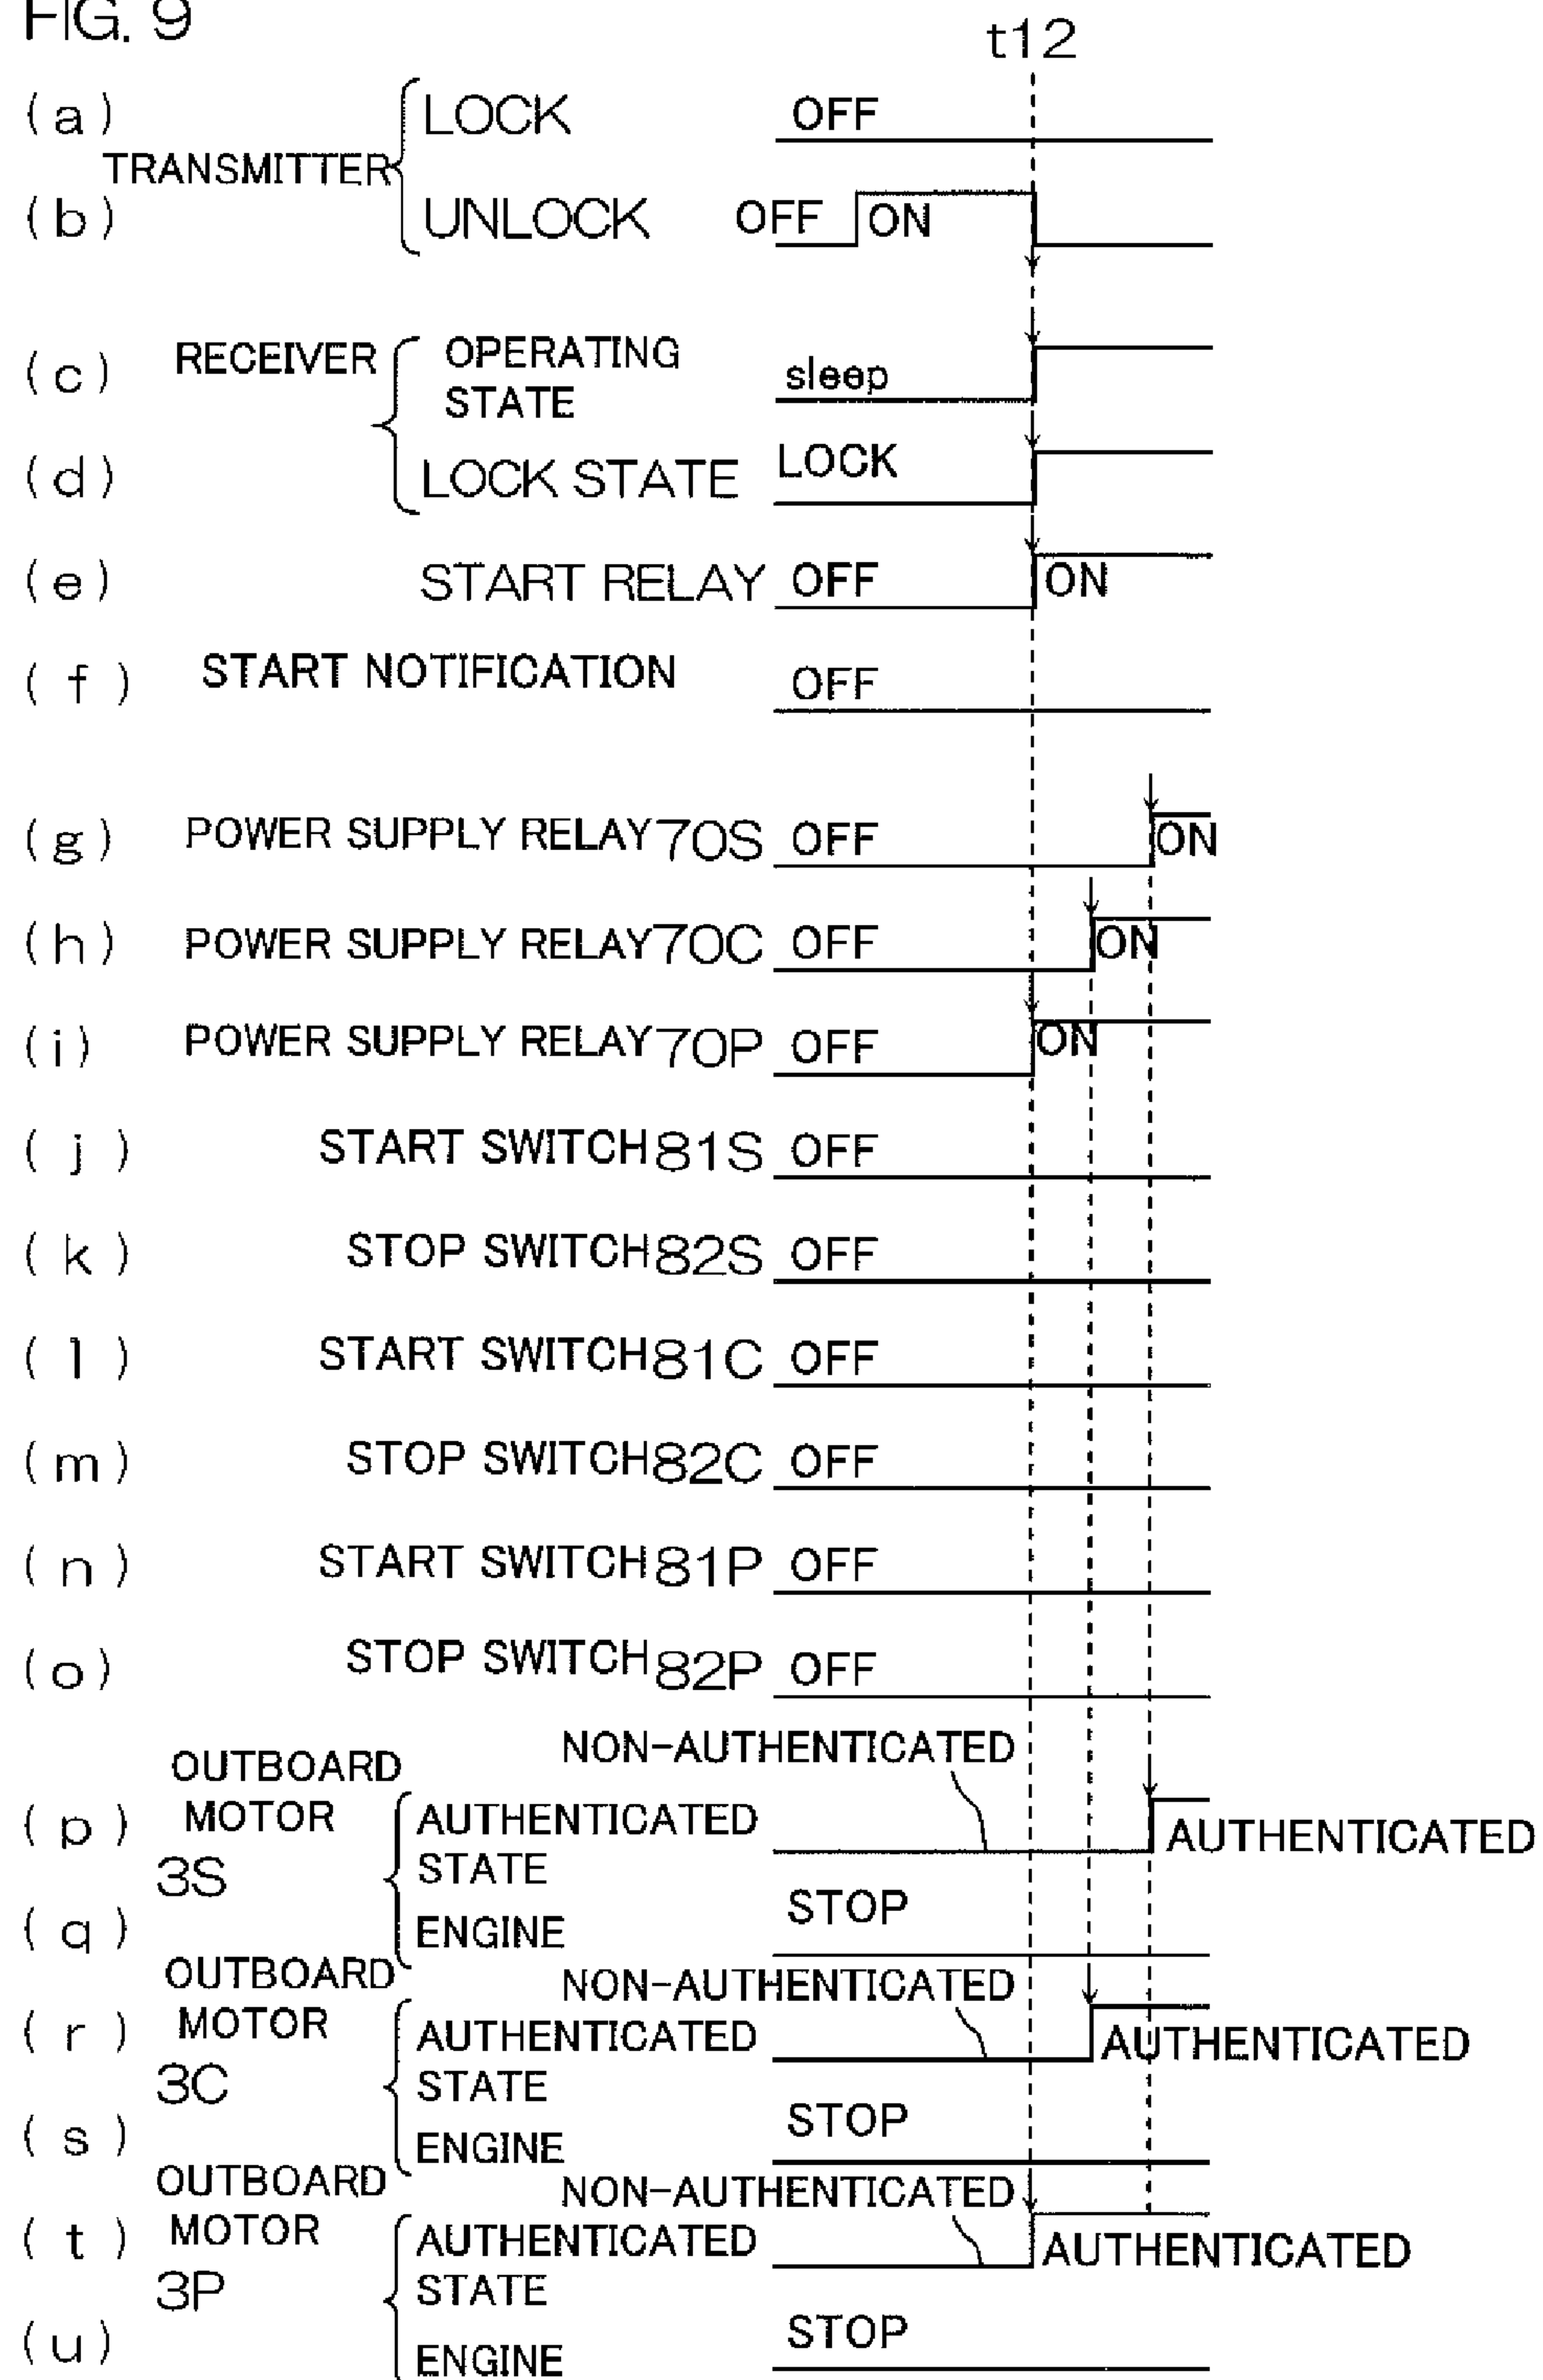 FIG. 9
t12
(a) LOCK OFF
TRANSMITTER
(b) UNLOCK OFF ON
(c) RECEIVER OPERATING STATE sleep
(d) LOCK STATE LOCK
(e) START RELAY OFF ON
(f) START NOTIFICATION OFF
(g) POWER SUPPLY RELAY 70S OFF ON
(h) POWER SUPPLY RELAY 70C OFF ON
(i) POWER SUPPLY RELAY 70P OFF ON
(j) START SWITCH 81S OFF
(k) STOP SWITCH 82S OFF
(l) START SWITCH 81C OFF
(m) STOP SWITCH 82C OFF
(n) START SWITCH 81P OFF
(o) STOP SWITCH 82P OFF
NON-AUTHENTICATED
OUTBOARD
(p) MOTOR AUTHENTICATED AUTHENTICATED
3S STATE
STOP
(q) ENGINE
OUTBOARD NON-AUTHENTICATED
(r) MOTOR AUTHENTICATED AUTHENTICATED
3C STATE
STOP
(s) ENGINE
OUTBOARD NON-AUTHENTICATED
(t) MOTOR AUTHENTICATED AUTHENTICATED
3P STATE
STOP
(u) ENGINE